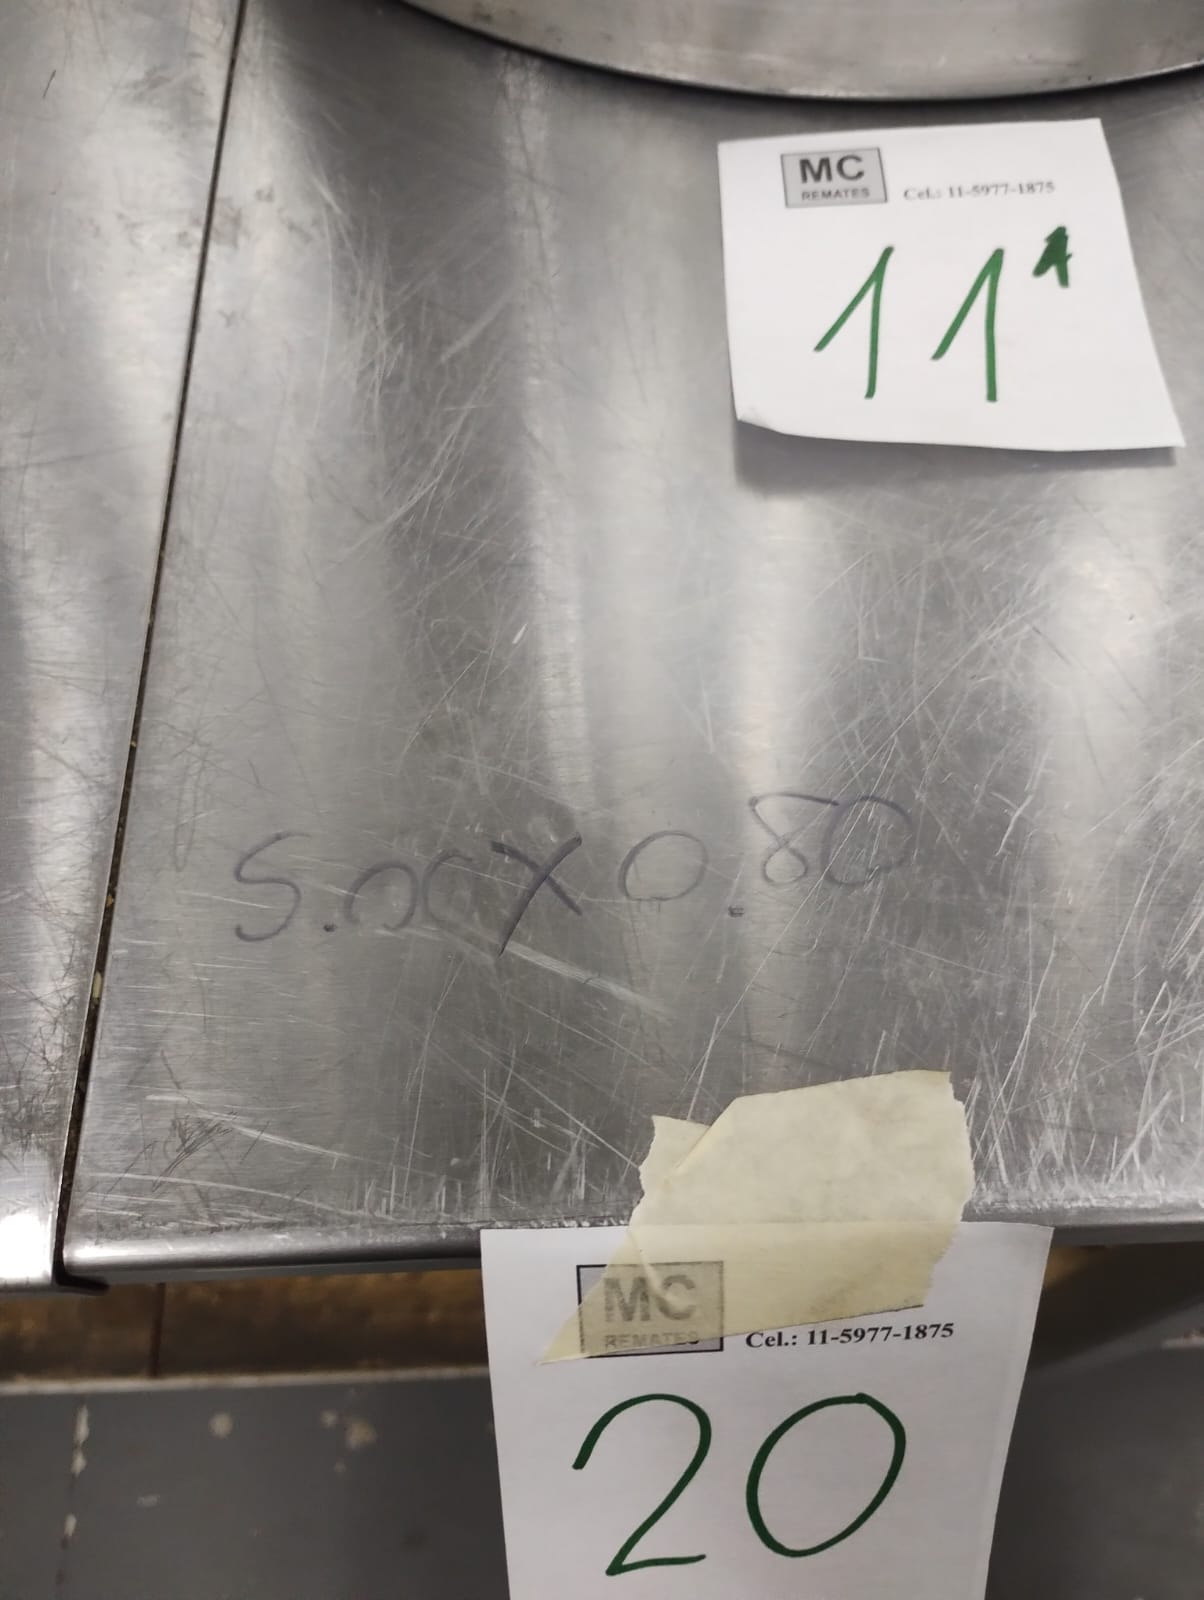 MC
REMATES
Cel.: 11-5977-1875
11
5.00 X 0.80
MC
REMATES
Cel.: 11-5977-1875
20